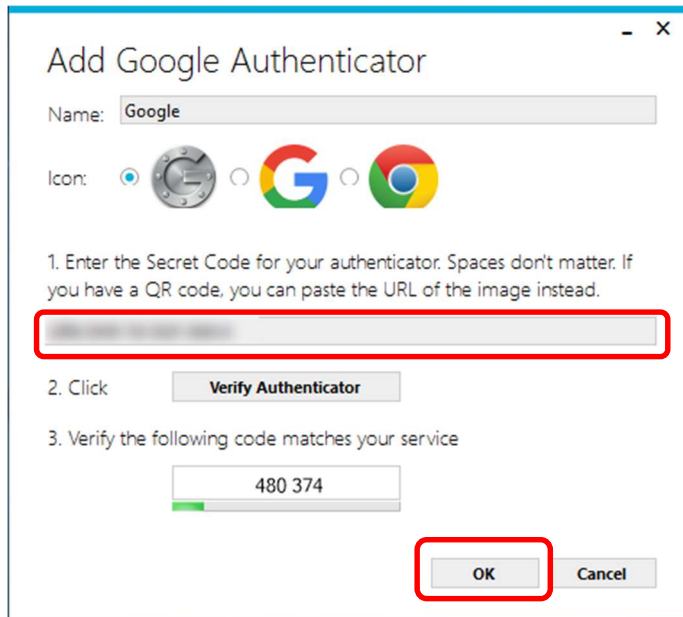 Add Google Authenticator
Name: Google
Icon:
1. Enter the Secret Code for your authenticator. Spaces don't matter. If
you have a QR code, you can paste the URL of the image instead.
2. Click Verify Authenticator
3. Verify the following code matches your service
480 374
OK Cancel